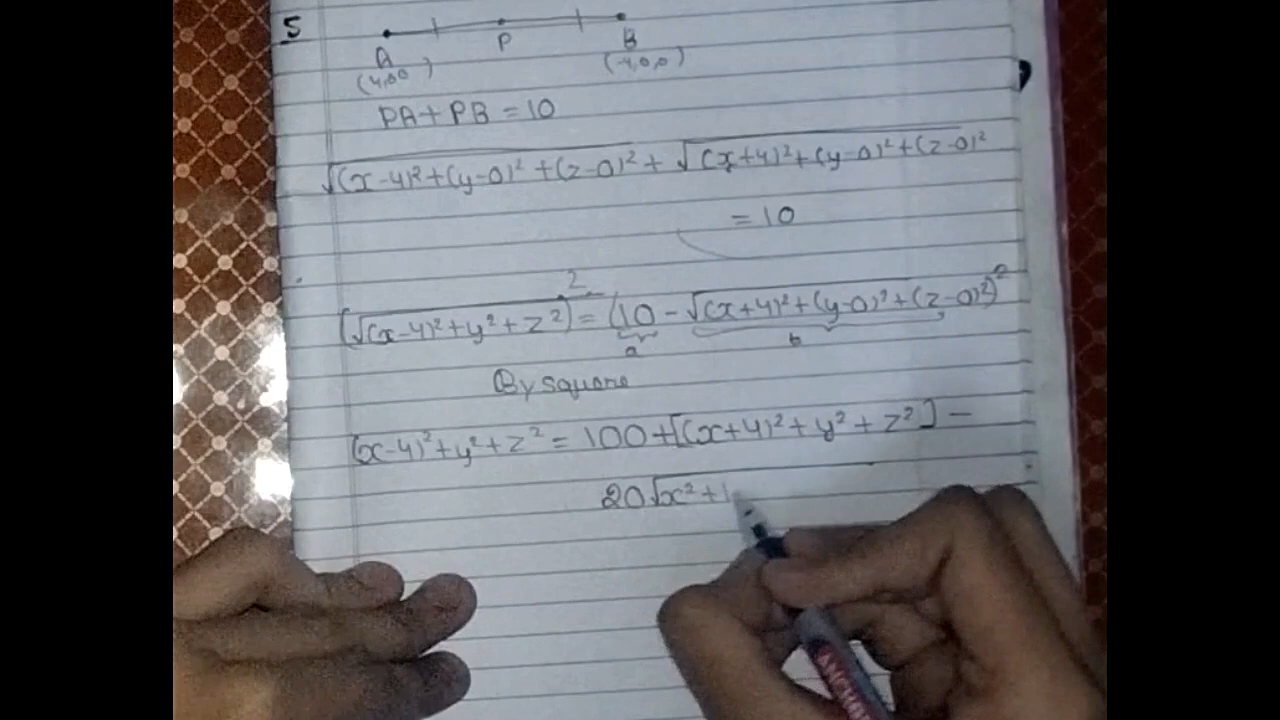 5
A P B
(4,00 ) (-4,0,0)
PA+PB = 10
√(x-4)²+(y-0)²+(z-0)² + √(x+4)²+(y-0)²+(z-0)²
= 10
(√(x-4)²+y²+z²)² = (10 - √(x+4)²+(y-0)²+(z-0)²)²
a b
By square
(x-4)²+y²+z² = 100+[(x+4)²+y²+z²] -
20√x²+1